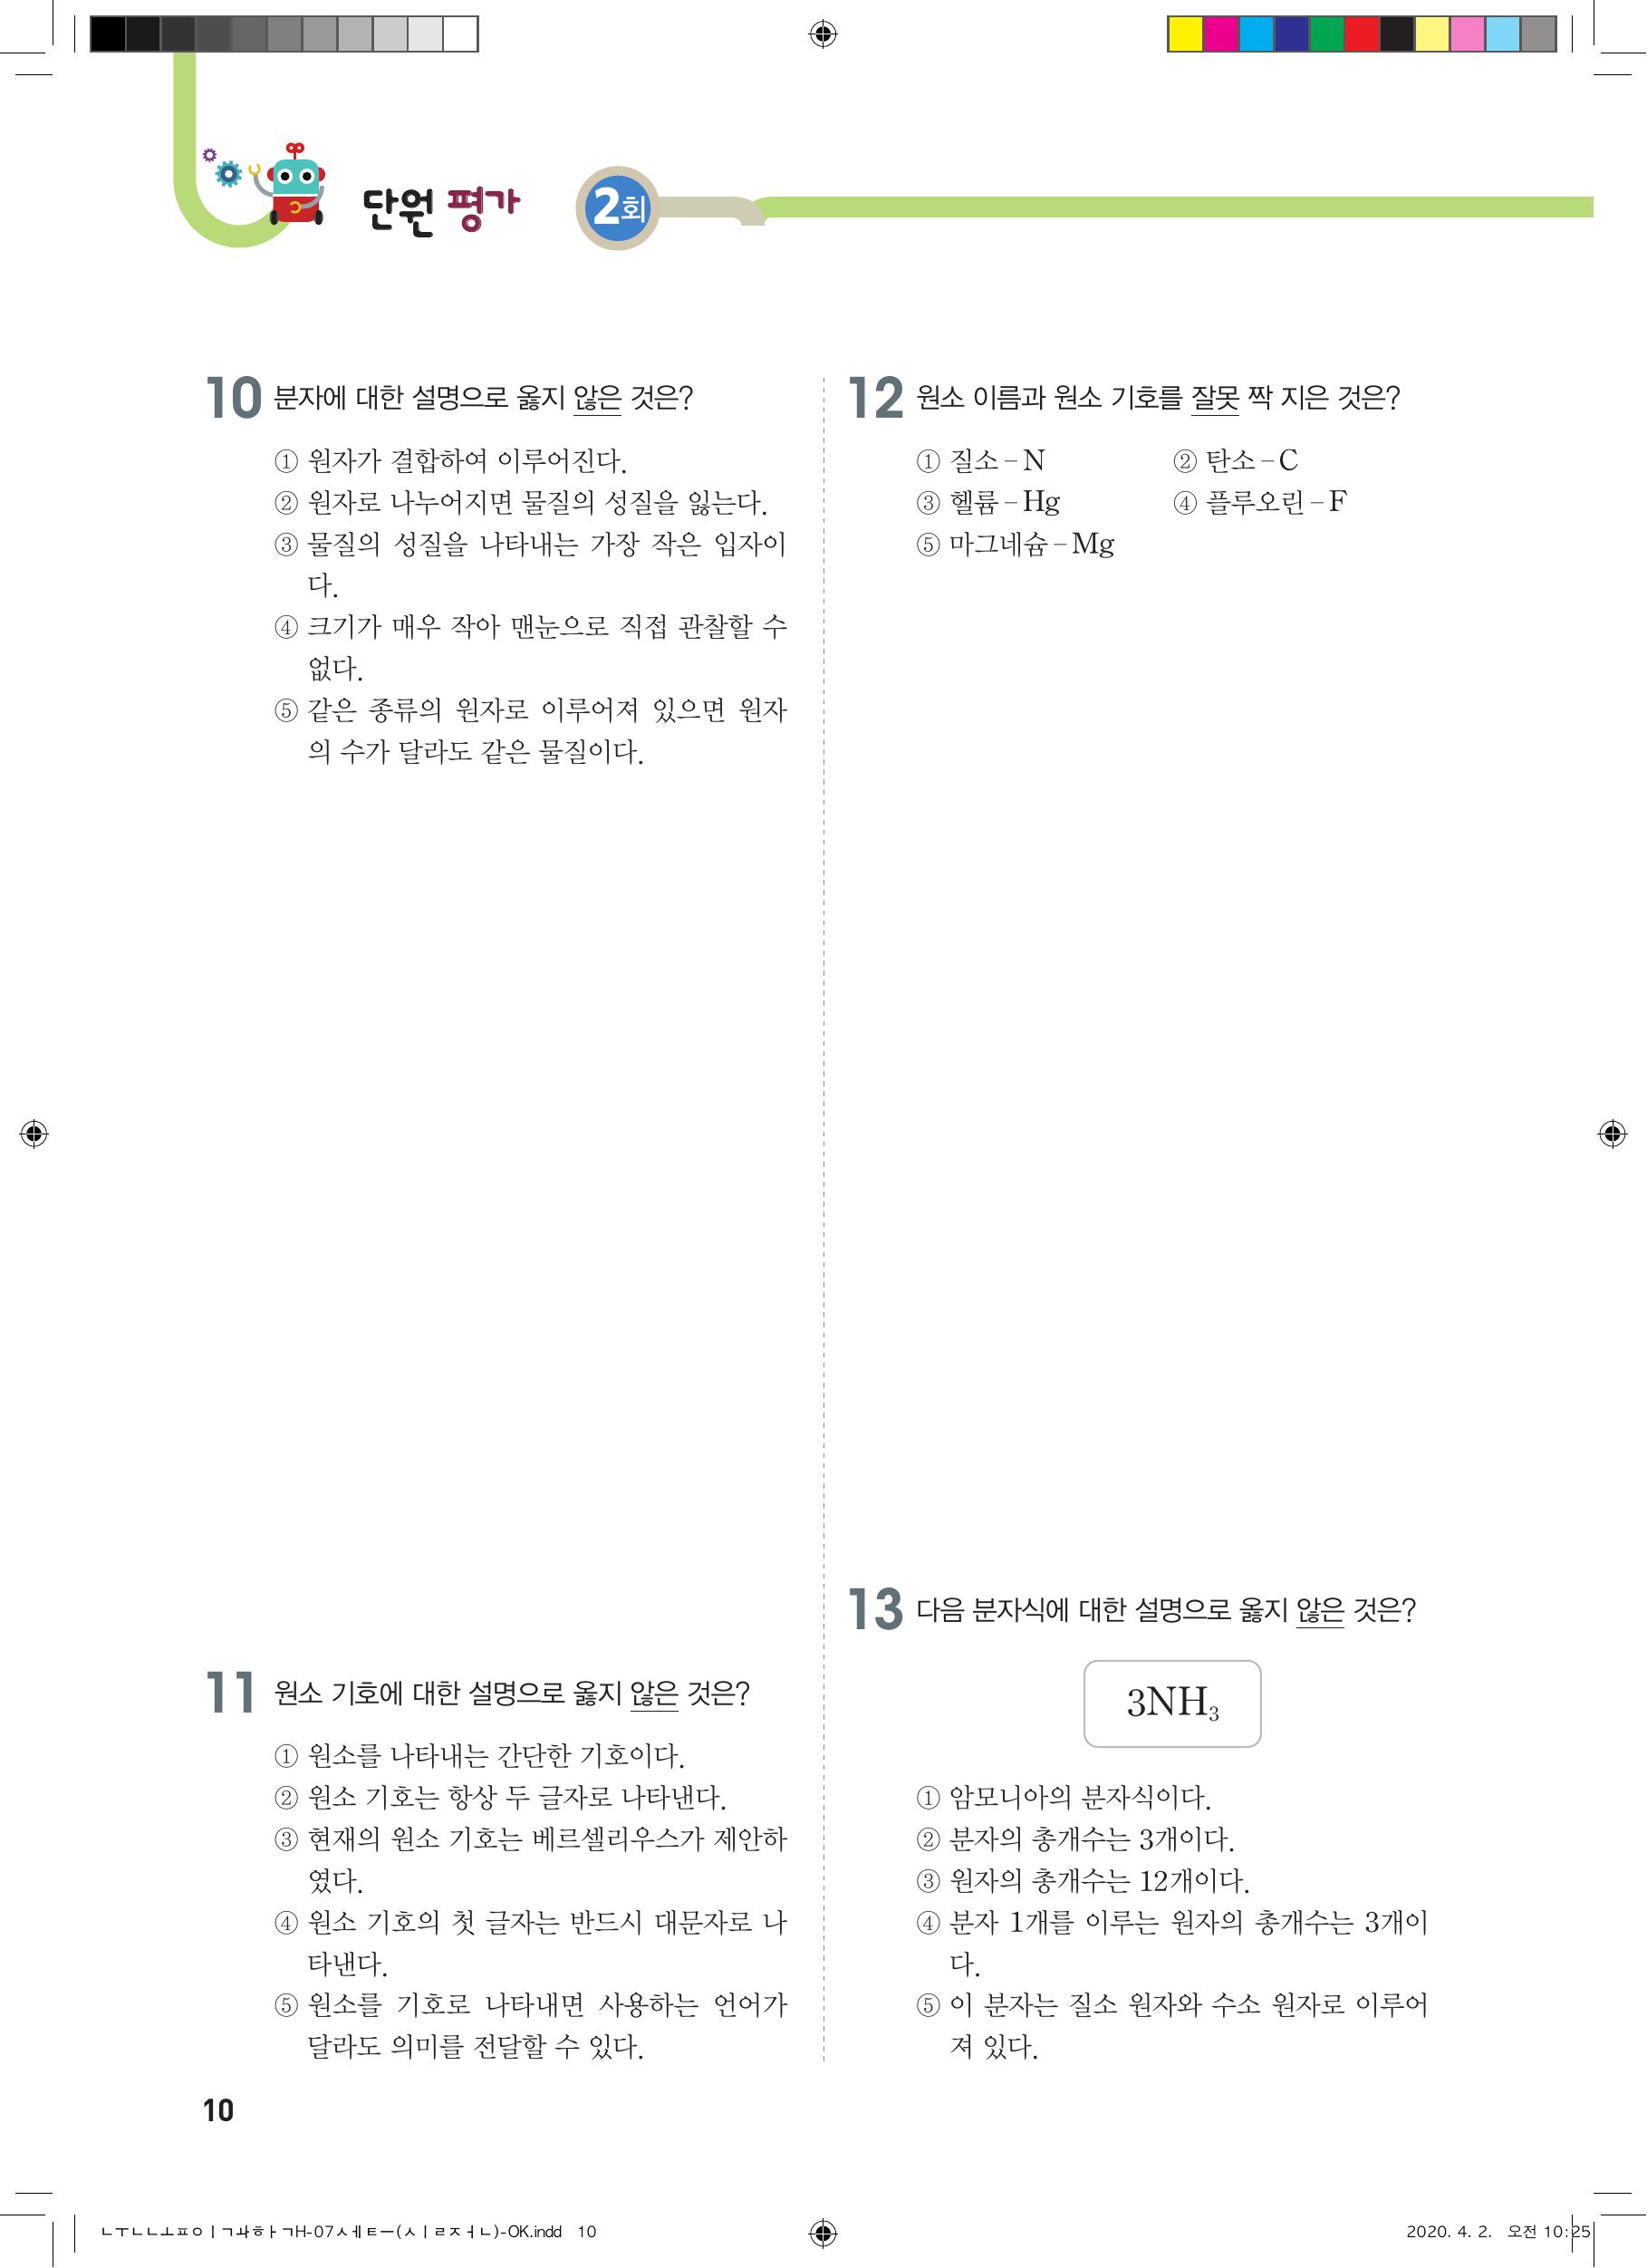 단원 평가 2회
10 분자에 대한 설명으로 옳지 않은 것은?
① 원자가 결합하여 이루어진다.
② 원자로 나누어지면 물질의 성질을 잃는다.
③ 물질의 성질을 나타내는 가장 작은 입자이
다.
④ 크기가 매우 작아 맨눈으로 직접 관찰할 수
없다.
⑤ 같은 종류의 원자로 이루어져 있으면 원자
의 수가 달라도 같은 물질이다.
11 원소 기호에 대한 설명으로 옳지 않은 것은?
① 원소를 나타내는 간단한 기호이다.
② 원소 기호는 항상 두 글자로 나타낸다.
③ 현재의 원소 기호는 베르셀리우스가 제안하
였다.
④ 원소 기호의 첫 글자는 반드시 대문자로 나
타낸다.
⑤ 원소를 기호로 나타내면 사용하는 언어가
달라도 의미를 전달할 수 있다.
12 원소 이름과 원소 기호를 잘못 짝 지은 것은?
① 질소 – N ② 탄소 – C
③ 헬륨 – Hg ④ 플루오린 – F
⑤ 마그네슘 – Mg
13 다음 분자식에 대한 설명으로 옳지 않은 것은?
3NH₃
① 암모니아의 분자식이다.
② 분자의 총개수는 3개이다.
③ 원자의 총개수는 12개이다.
④ 분자 1개를 이루는 원자의 총개수는 3개이
다.
⑤ 이 분자는 질소 원자와 수소 원자로 이루어
져 있다.
10
ㄴㅜㄴㄴㅗㅍㅇㅣㄱㅘㅎㅏㄱH-07ㅅㅔㅌㅡ(ㅅㅣㄹㅈㅓㄴ)-OK.indd 10 2020. 4. 2. 오전 10:25